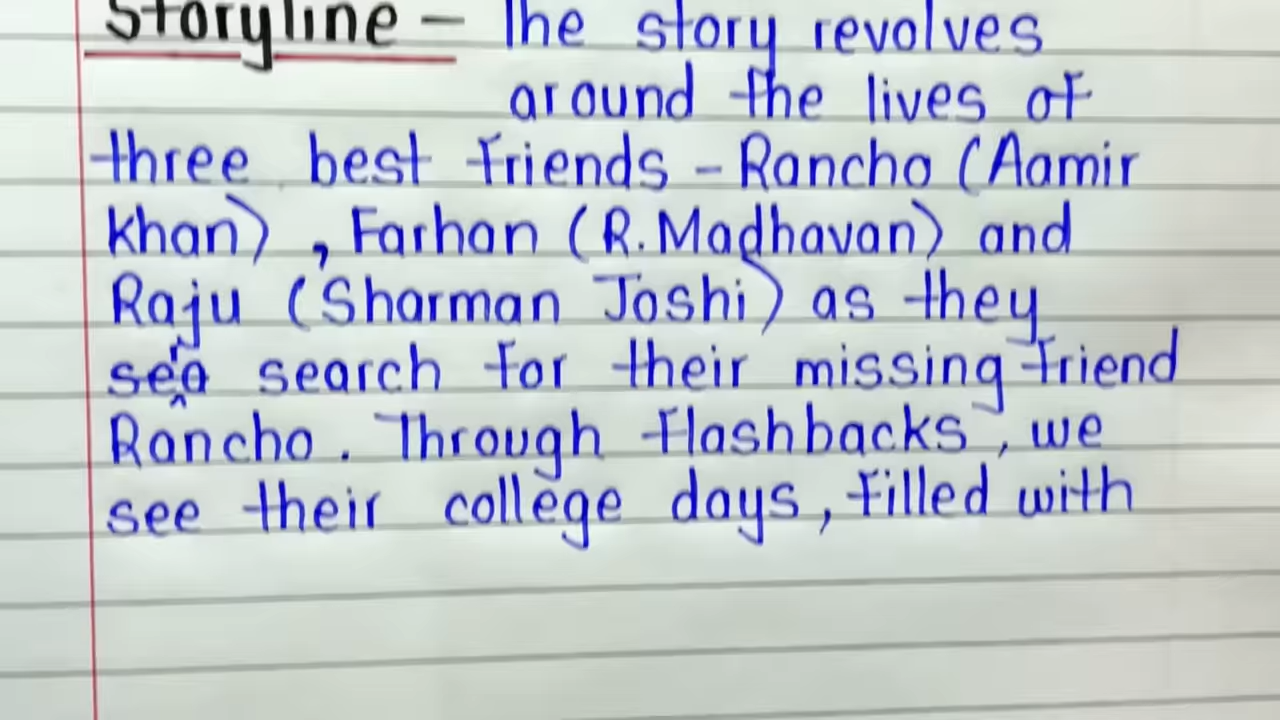 Storyline - The story revolves
around the lives of
three best friends - Rancho (Aamir
Khan) , Farhan (R. Madhavan) and
Raju (Sharman Joshi) as they
search for their missing friend
Rancho. Through flashbacks, we
see their college days, filled with